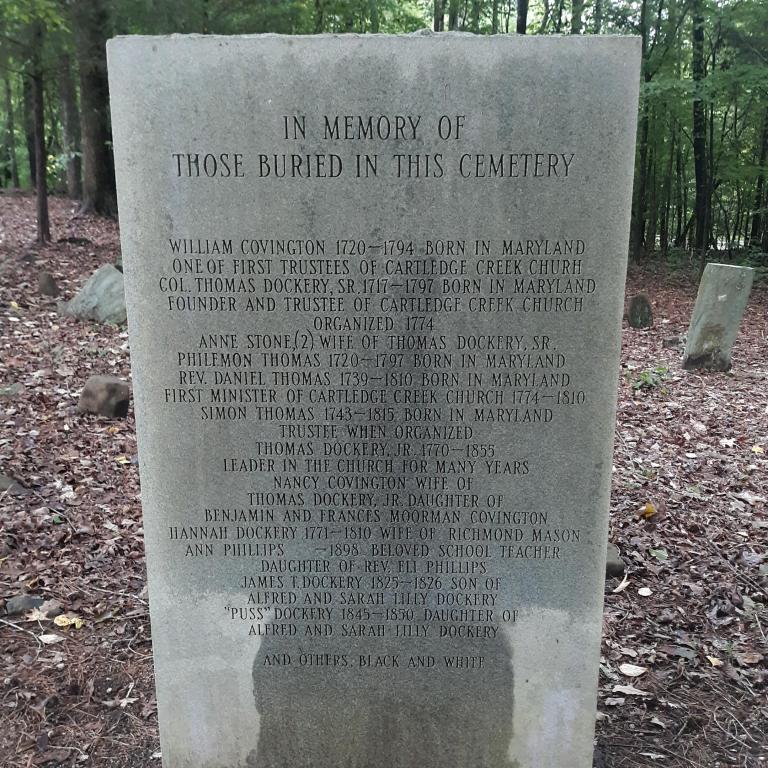 IN MEMORY OF
THOSE BURIED IN THIS CEMETERY
WILLIAM COVINGTON 1720–1794 BORN IN MARYLAND
ONE OF FIRST TRUSTEES OF CARTLEDGE CREEK CHURH
COL. THOMAS DOCKERY, SR. 1717–1797 BORN IN MARYLAND
FOUNDER AND TRUSTEE OF CARTLEDGE CREEK CHURCH
ORGANIZED 1774
ANNE STONE, (2) WIFE OF THOMAS DOCKERY, SR.
PHILEMON THOMAS 1720–1797 BORN IN MARYLAND
REV. DANIEL THOMAS 1739–1810 BORN IN MARYLAND
FIRST MINISTER OF CARTLEDGE CREEK CHURCH 1774–1810
SIMON THOMAS 1743–1815 BORN IN MARYLAND
TRUSTEE WHEN ORGANIZED
THOMAS DOCKERY, JR. 1770–1855
LEADER IN THE CHURCH FOR MANY YEARS
NANCY COVINGTON WIFE OF
THOMAS DOCKERY, JR. DAUGHTER OF
BENJAMIN AND FRANCES MOORMAN COVINGTON
HANNAH DOCKERY 1771–1810 WIFE OF RICHMOND MASON
ANN PHILLIPS –1898 BELOVED SCHOOL TEACHER
DAUGHTER OF REV. ELI PHILLIPS
JAMES T. DOCKERY 1825–1826 SON OF
ALFRED AND SARAH LILLY DOCKERY
"PUSS" DOCKERY 1845–1850 DAUGHTER OF
ALFRED AND SARAH LILLY DOCKERY
AND OTHERS, BLACK AND WHITE